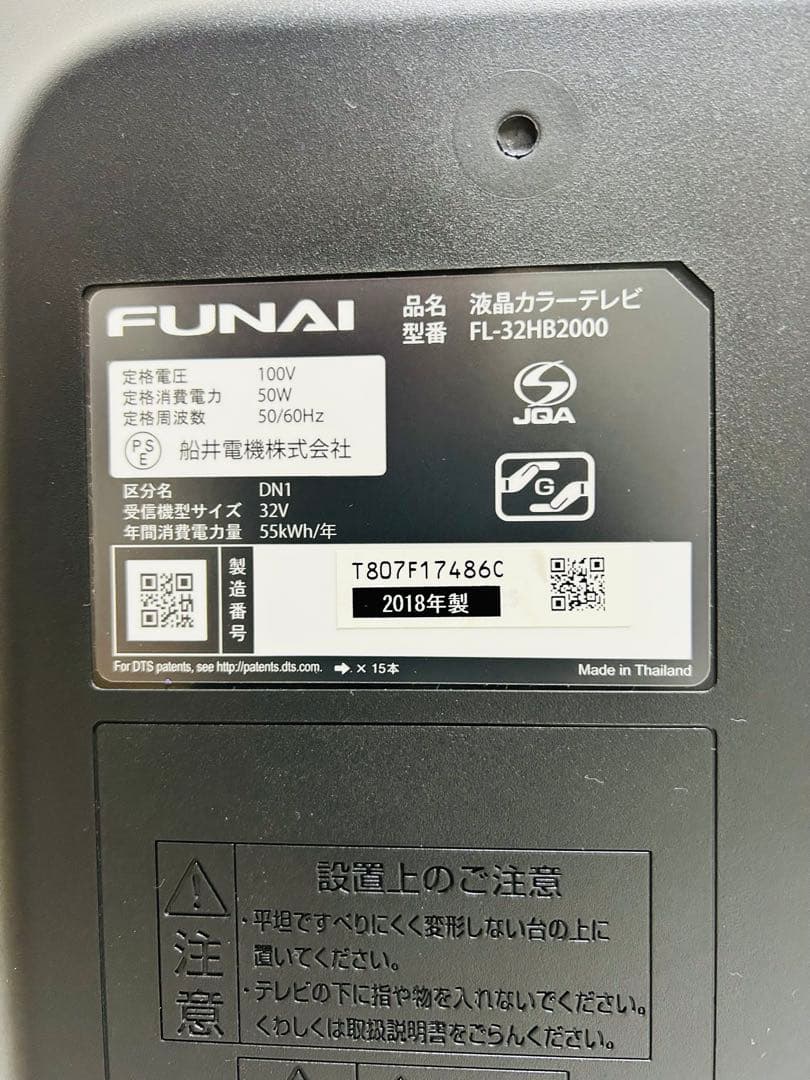 FUNAI
品名 液晶カラーテレビ
型番 FL-32HB2000
定格電圧 100V
定格消費電力 50W
定格周波数 50/60Hz
PSE 船井電機株式会社
JQA
G
区分名 DN1
受信機型サイズ 32V
年間消費電力量 55kWh/年
製造番号
T807F17486C
2018年製
For DTS patents, see http://patents.dts.com. ➡ × 15本
Made in Thailand
設置上のご注意
注意
・平坦ですべりにくく変形しない台の上に
置いてください。
・テレビの下に指や物を入れないでください。
くわしくは取扱説明書をごらんください。